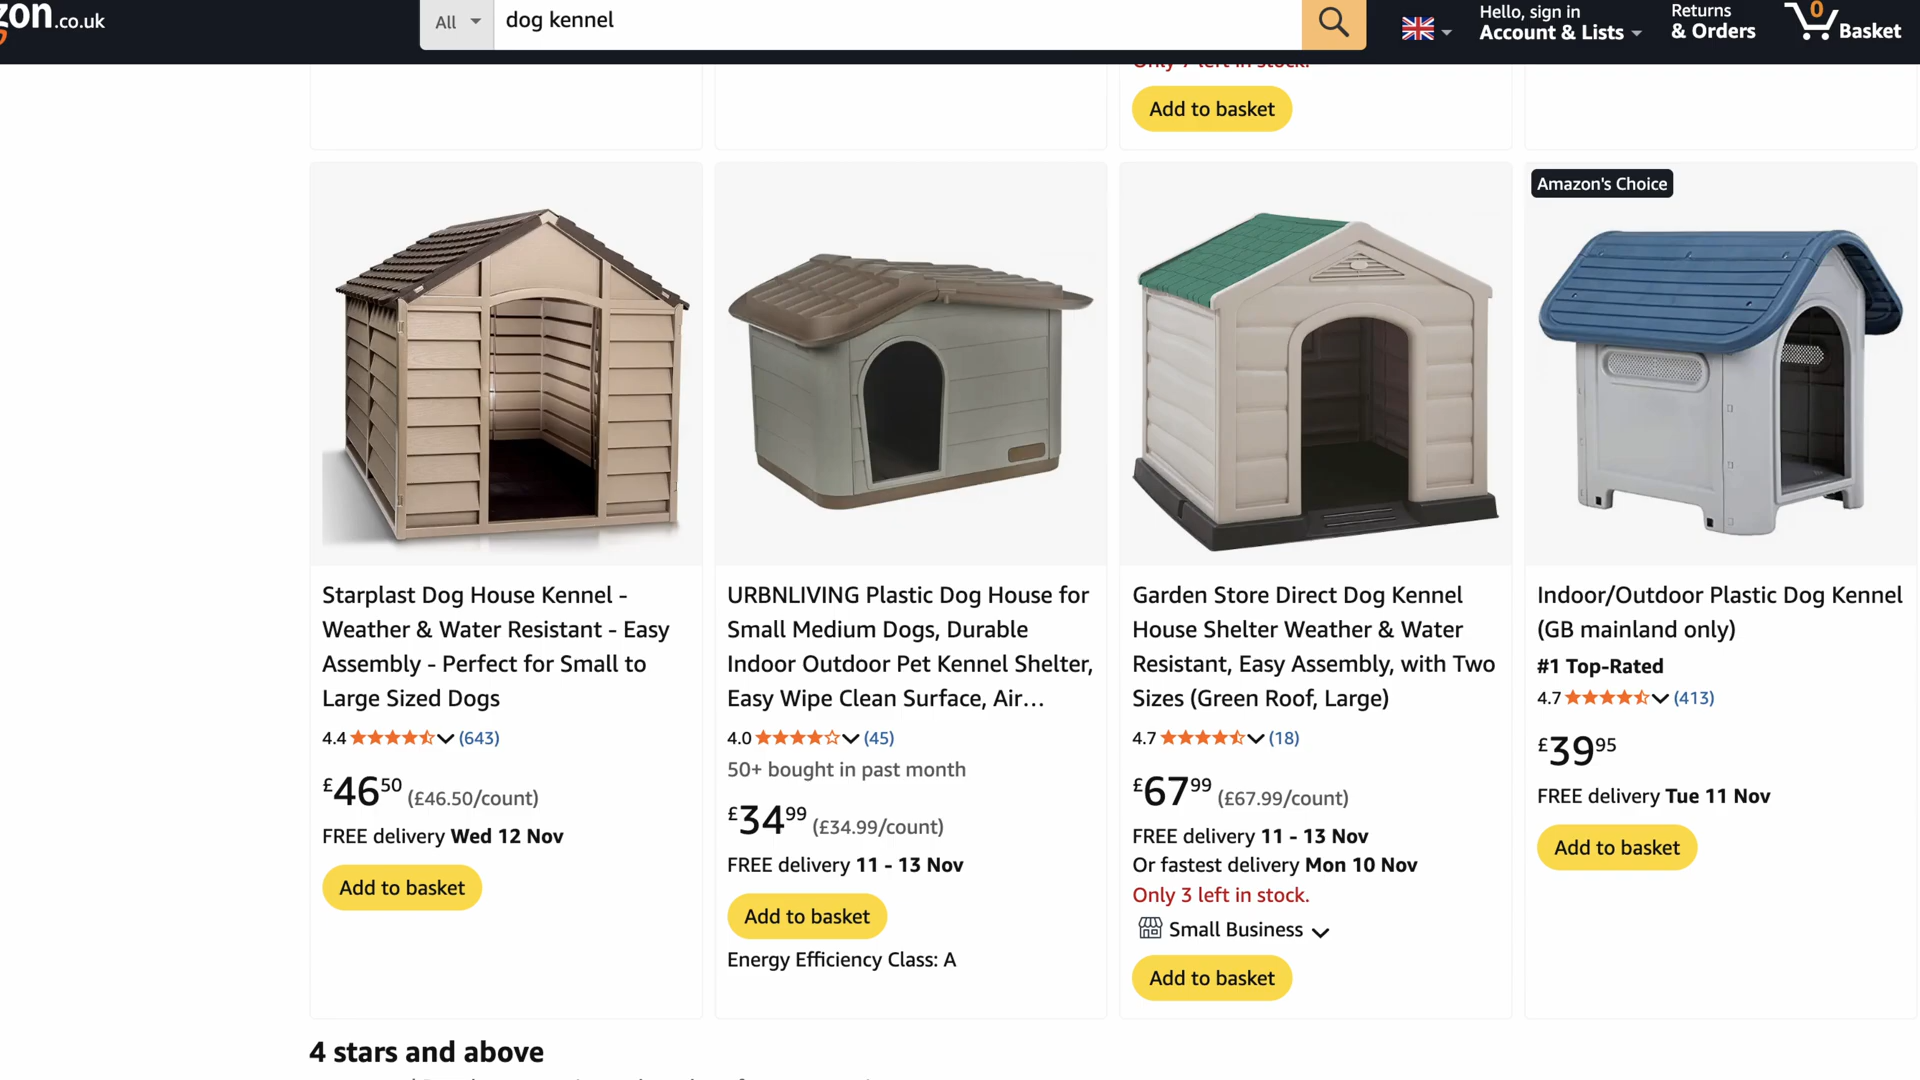 zon.co.uk
All
dog kennel
Hello, sign in
Account & Lists
Returns
& Orders
0
Basket
Only 7 left in stock.
Add to basket
Starplast Dog House Kennel -
Weather & Water Resistant - Easy
Assembly - Perfect for Small to
Large Sized Dogs
4.4 (643)
£46.50 (£46.50/count)
FREE delivery Wed 12 Nov
Add to basket
URBNLIVING Plastic Dog House for
Small Medium Dogs, Durable
Indoor Outdoor Pet Kennel Shelter,
Easy Wipe Clean Surface, Air…
4.0 (45)
50+ bought in past month
£34.99 (£34.99/count)
FREE delivery 11 - 13 Nov
Add to basket
Energy Efficiency Class: A
Garden Store Direct Dog Kennel
House Shelter Weather & Water
Resistant, Easy Assembly, with Two
Sizes (Green Roof, Large)
4.7 (18)
£67.99 (£67.99/count)
FREE delivery 11 - 13 Nov
Or fastest delivery Mon 10 Nov
Only 3 left in stock.
Small Business
Add to basket
Amazon's Choice
Indoor/Outdoor Plastic Dog Kennel
(GB mainland only)
#1 Top-Rated
4.7 (413)
£39.95
FREE delivery Tue 11 Nov
Add to basket
4 stars and above